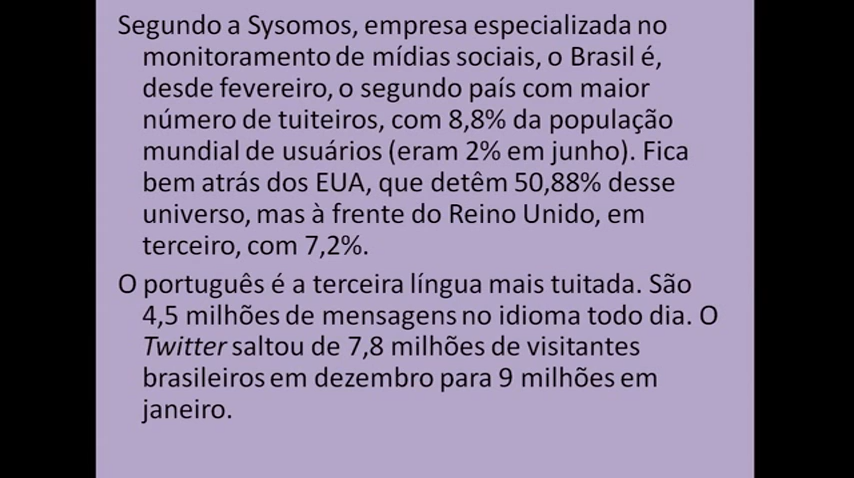 Segundo a Sysomos, empresa especializada no
monitoramento de mídias sociais, o Brasil é,
desde fevereiro, o segundo país com maior
número de tuiteiros, com 8,8% da população
mundial de usuários (eram 2% em junho). Fica
bem atrás dos EUA, que detêm 50,88% desse
universo, mas à frente do Reino Unido, em
terceiro, com 7,2%.
O português é a terceira língua mais tuitada. São
4,5 milhões de mensagens no idioma todo dia. O
Twitter saltou de 7,8 milhões de visitantes
brasileiros em dezembro para 9 milhões em
janeiro.